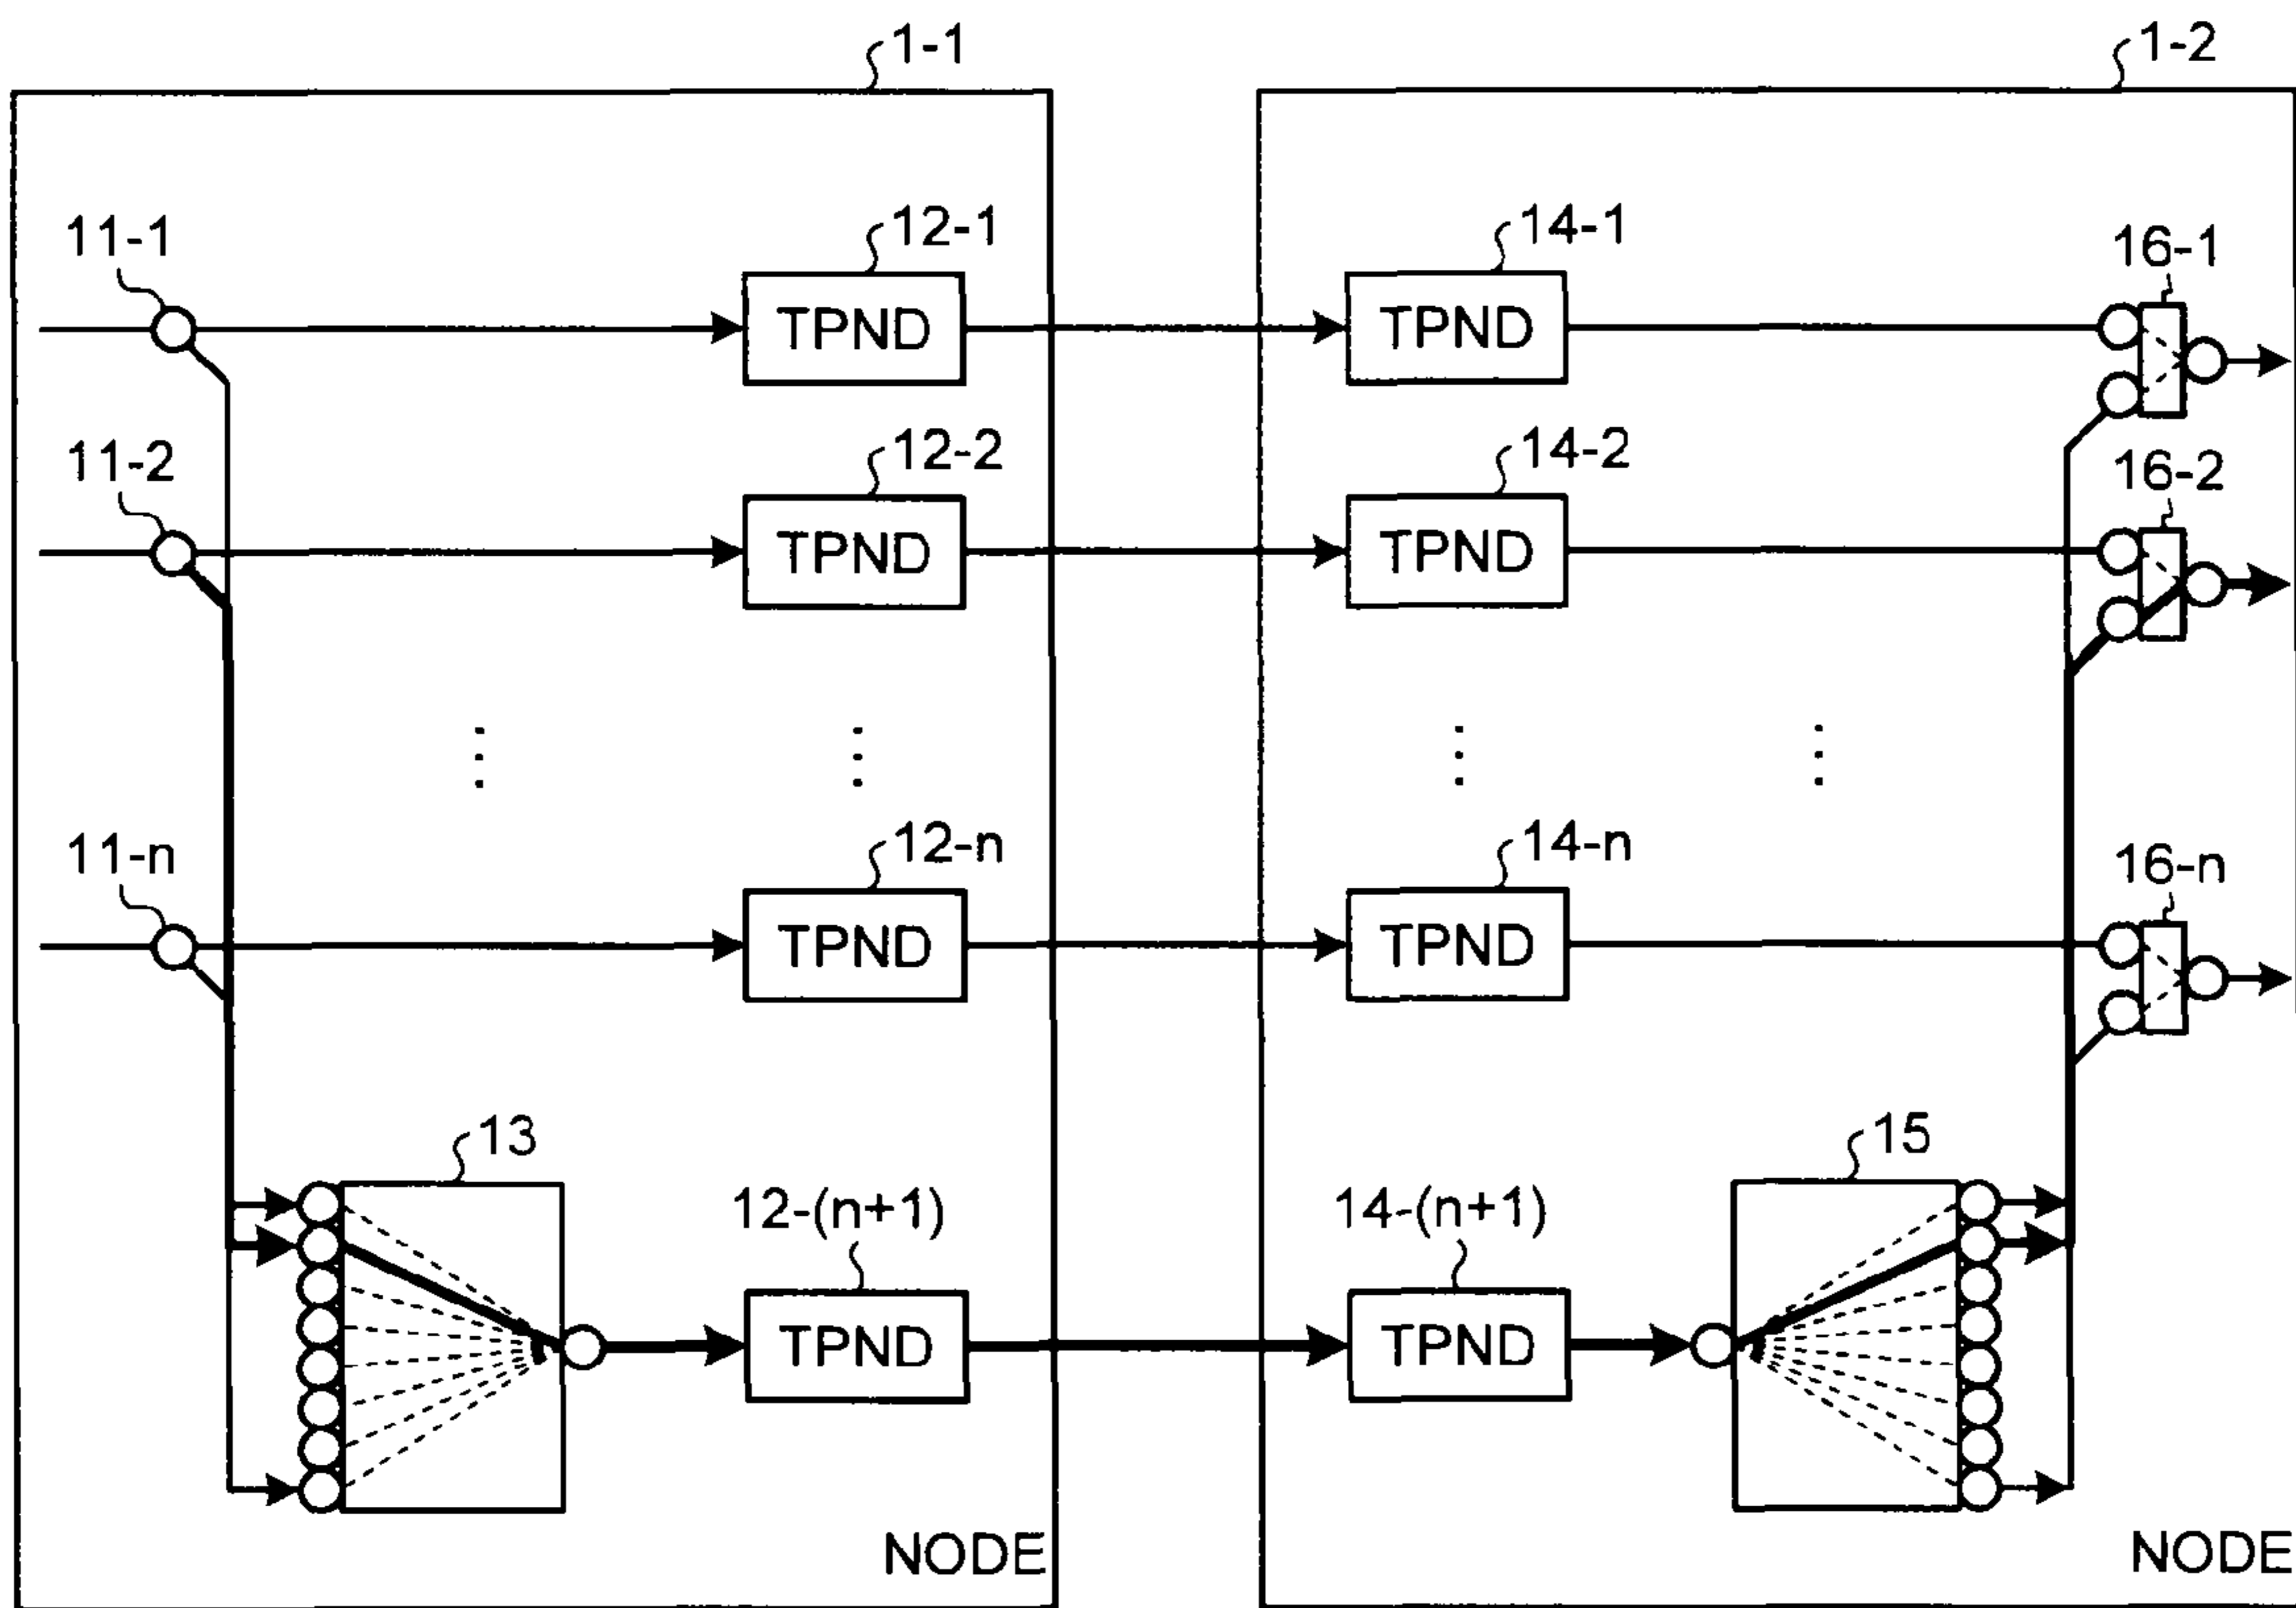 1-1
1-2
11-1
12-1
14-1
16-1
TPND
TPND
11-2
12-2
14-2
16-2
TPND
TPND
11-n
12-n
14-n
16-n
TPND
TPND
13
12-(n+1)
14-(n+1)
15
TPND
TPND
NODE
NODE